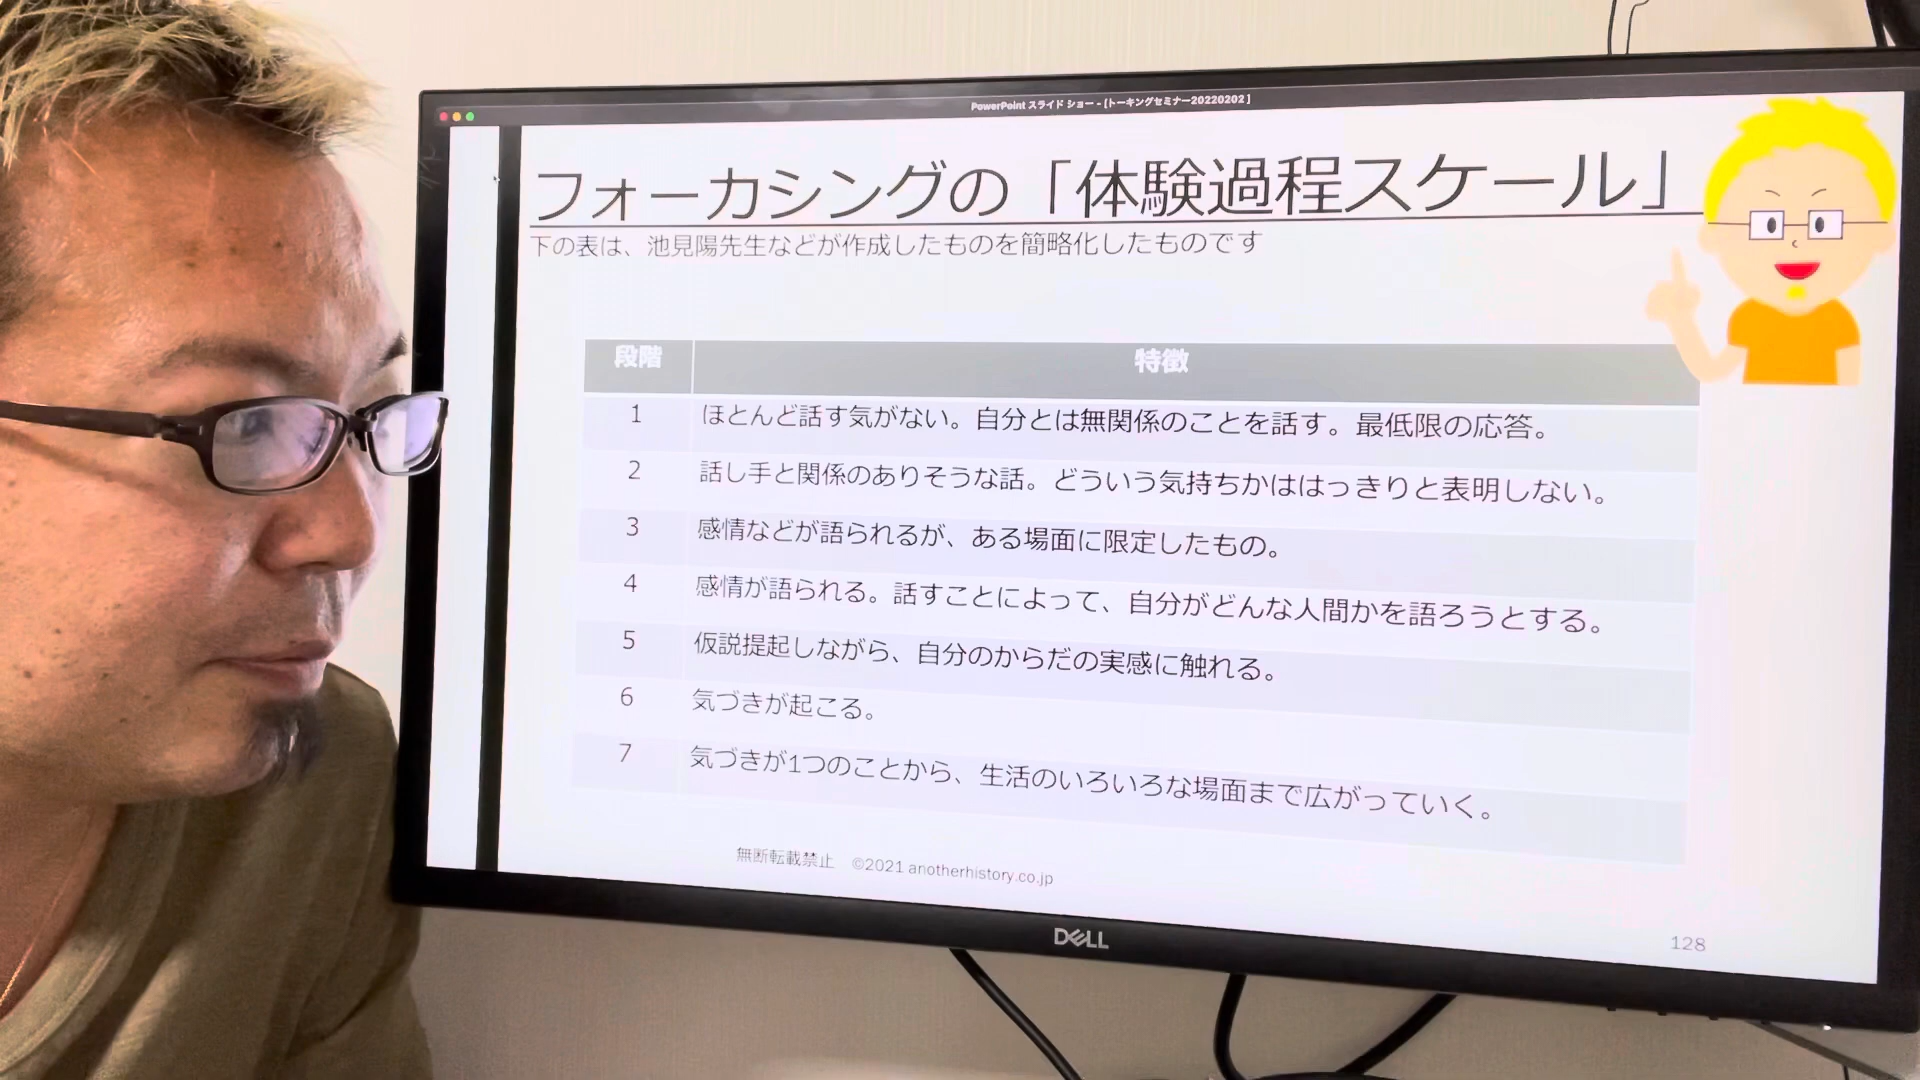 PowerPoint スライド ショー - [トーキングセミナー20220202]
フォーカシングの「体験過程スケール」
下の表は、池見陽先生などが作成したものを簡略化したものです
段階 特徴
1 ほとんど話す気がない。自分とは無関係のことを話す。最低限の応答。
2 話し手と関係のありそうな話。どういう気持ちかははっきりと表明しない。
3 感情などが語られるが、ある場面に限定したもの。
4 感情が語られる。話すことによって、自分がどんな人間かを語ろうとする。
5 仮説提起しながら、自分のからだの実感に触れる。
6 気づきが起こる。
7 気づきが1つのことから、生活のいろいろな場面まで広がっていく。
無断転載禁止 ©2021 anotherhistory.co.jp
128
DELL